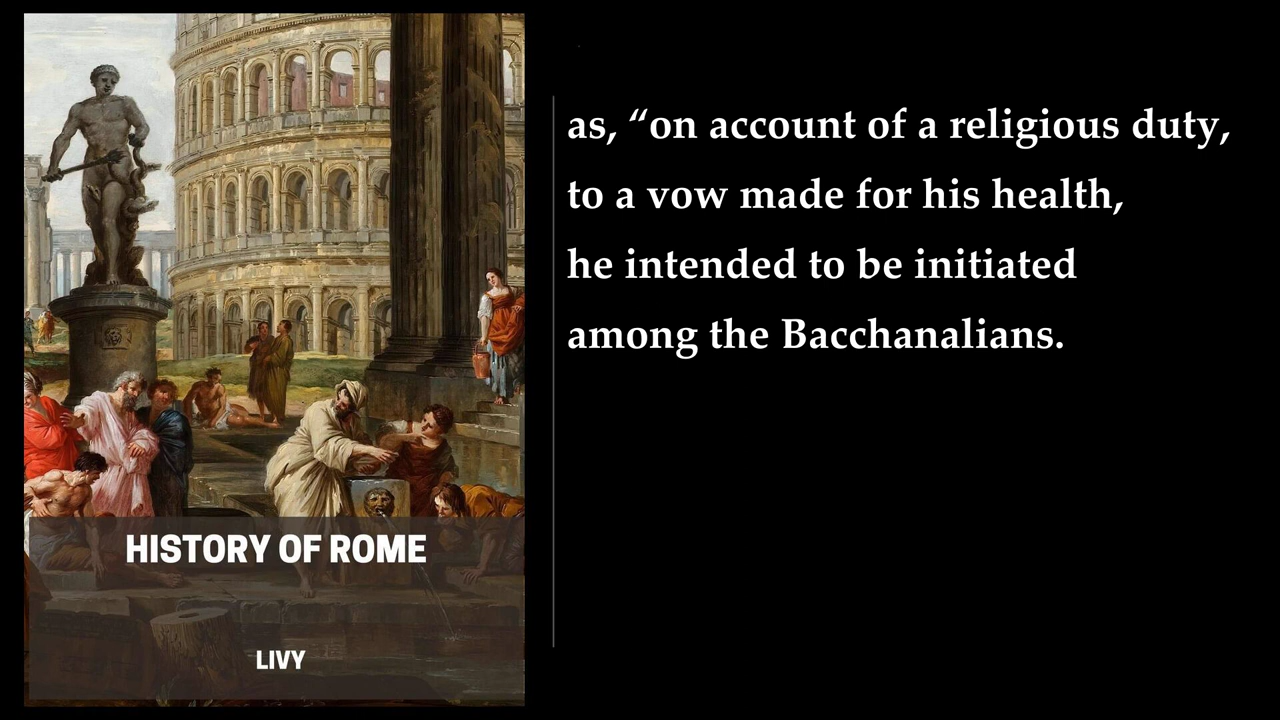 HISTORY OF ROME
LIVY
as, “on account of a religious duty,
to a vow made for his health,
he intended to be initiated
among the Bacchanalians.